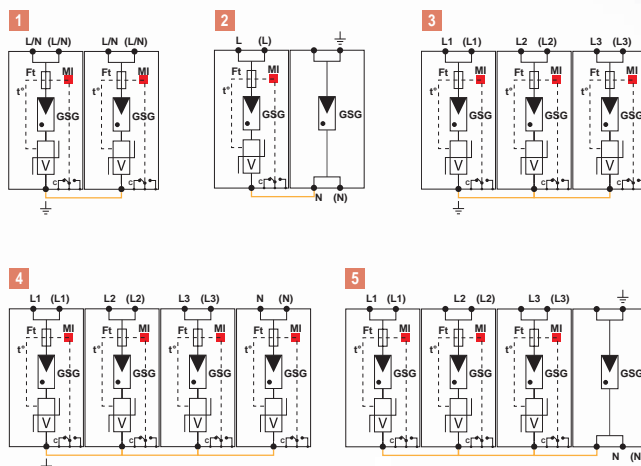 1
L/N (L/N) L/N (L/N)
Ft MI Ft MI
t° t°
GSG GSG
V V
C C
2
L (L)
Ft MI
t°
GSG GSG
V
C
N (N)
3
L1 (L1) L2 (L2) L3 (L3)
Ft MI Ft MI Ft MI
t° t° t°
GSG GSG GSG
V V V
C C C
4
L1 (L1) L2 (L2) L3 (L3) N (N)
Ft MI Ft MI Ft MI Ft MI
t° t° t° t°
GSG GSG GSG GSG
V V V V
C C C C
5
L1 (L1) L2 (L2) L3 (L3)
Ft MI Ft MI Ft MI
t° t° t°
GSG GSG GSG GSG
V V V
C C C
N (N